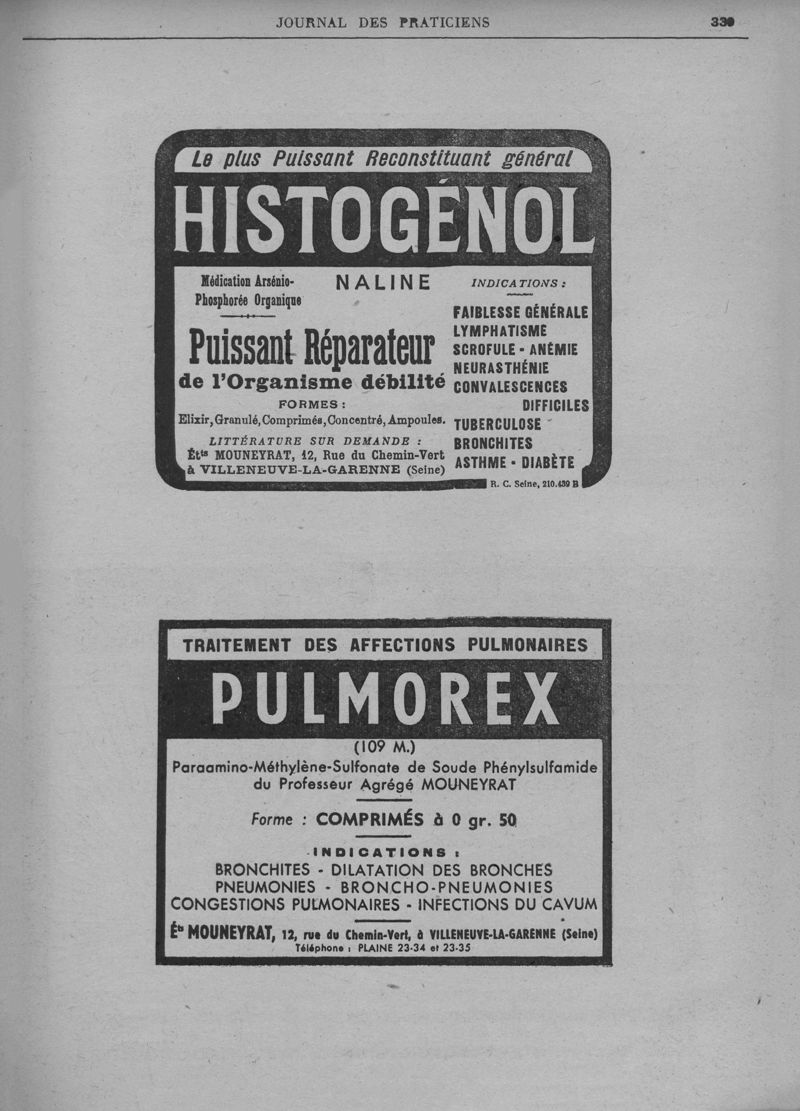 JOURNAL DES PRATICIENS
Le plus Puissant Reconstituant général
HISTOGÉNOL
Médication Arsénio-
Phosphorée Organique
NALINE
Puissant Réparateur
de l'Organisme débilité
FORMES :
Elixir, Granulé, Comprimés, Concentré, Ampoules.
LITTÉRATURE SUR DEMANDE :
Éts MOUNEYRAT, 12, Rue du Chemin-Vert
à VILLENEUVE-LA-GARENNE (Seine)
INDICATIONS :
FAIBLESSE GÉNÉRALE
LYMPHATISME
SCROFULE - ANÉMIE
NEURASTHÉNIE
CONVALESCENCES
DIFFICILES
TUBERCULOSE
BRONCHITES
ASTHME - DIABÈTE
R. C. Seine, 210.439 B
TRAITEMENT DES AFFECTIONS PULMONAIRES
PULMOREX
(109 M.)
Paraamino-Méthylène-Sulfonate de Soude Phénylsulfamide
du Professeur Agrégé MOUNEYRAT
Forme : COMPRIMÉS à 0 gr. 50
INDICATIONS :
BRONCHITES - DILATATION DES BRONCHES
PNEUMONIES - BRONCHO-PNEUMONIES
CONGESTIONS PULMONAIRES - INFECTIONS DU CAVUM
Éts MOUNEYRAT, 12, rue du Chemin-Vert, à VILLENEUVE-LA-GARENNE (Seine)
Téléphone : PLAINE 23-34 et 23-35